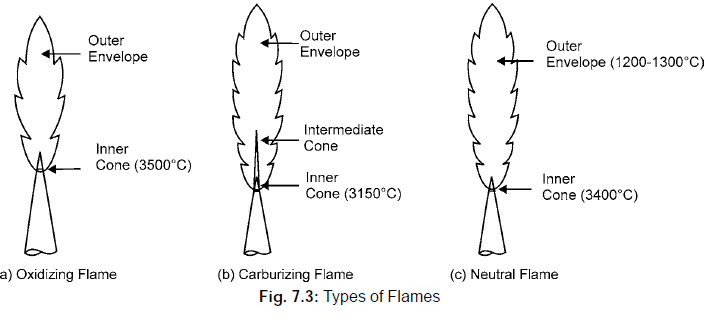 Outer
Envelope
Inner
Cone (3500°C)
a) Oxidizing Flame
Outer
Envelope
Intermediate
Cone
Inner
Cone (3150°C)
(b) Carburizing Flame
Outer
Envelope (1200-1300°C)
Inner
Cone (3400°C)
(c) Neutral Flame
Fig. 7.3: Types of Flames